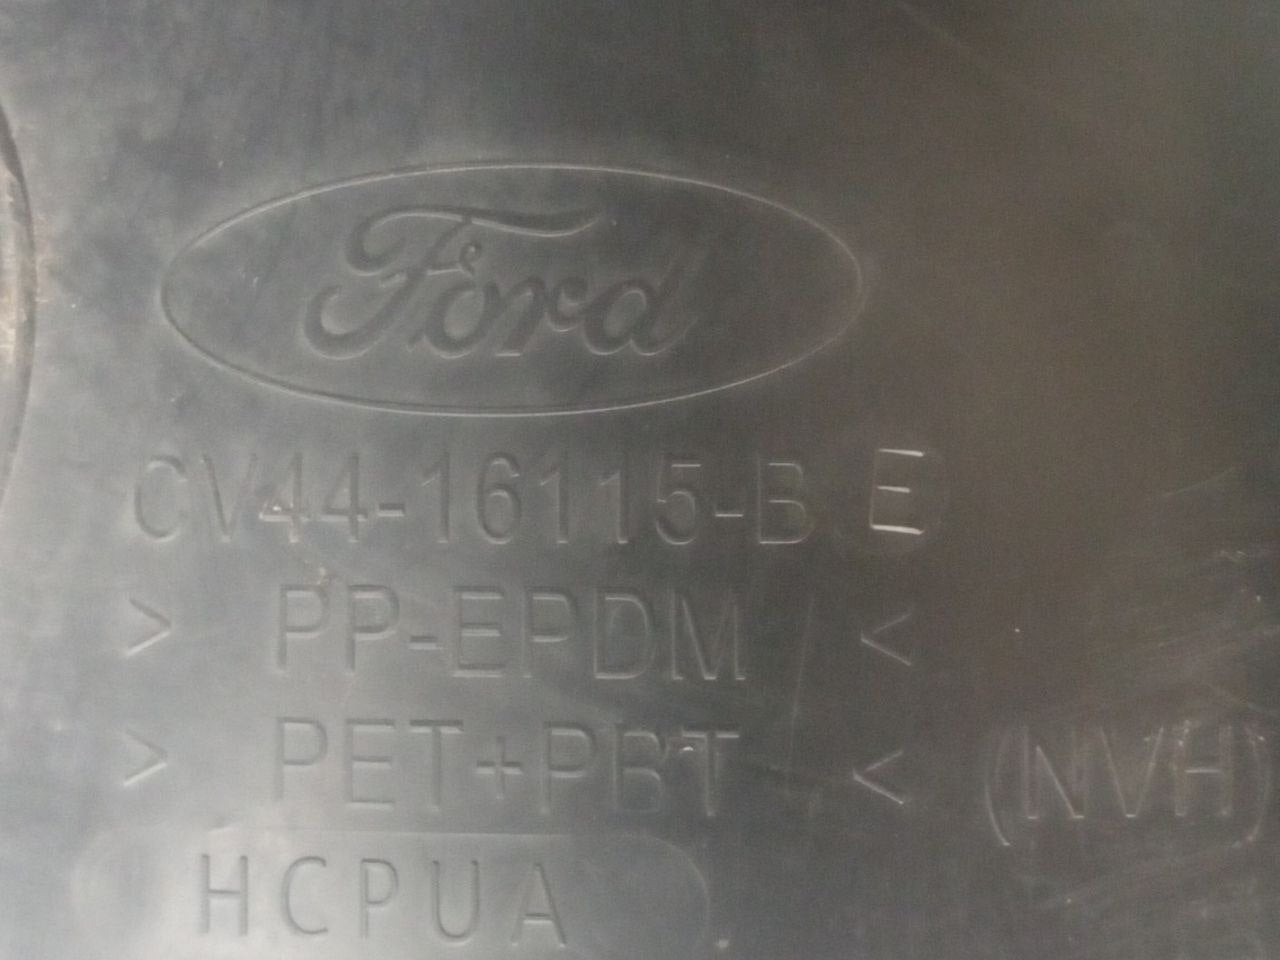 Ford
CV44-16115-B E
> PP-EPDM <
> PET+PBT < (NVH)
HCPUA